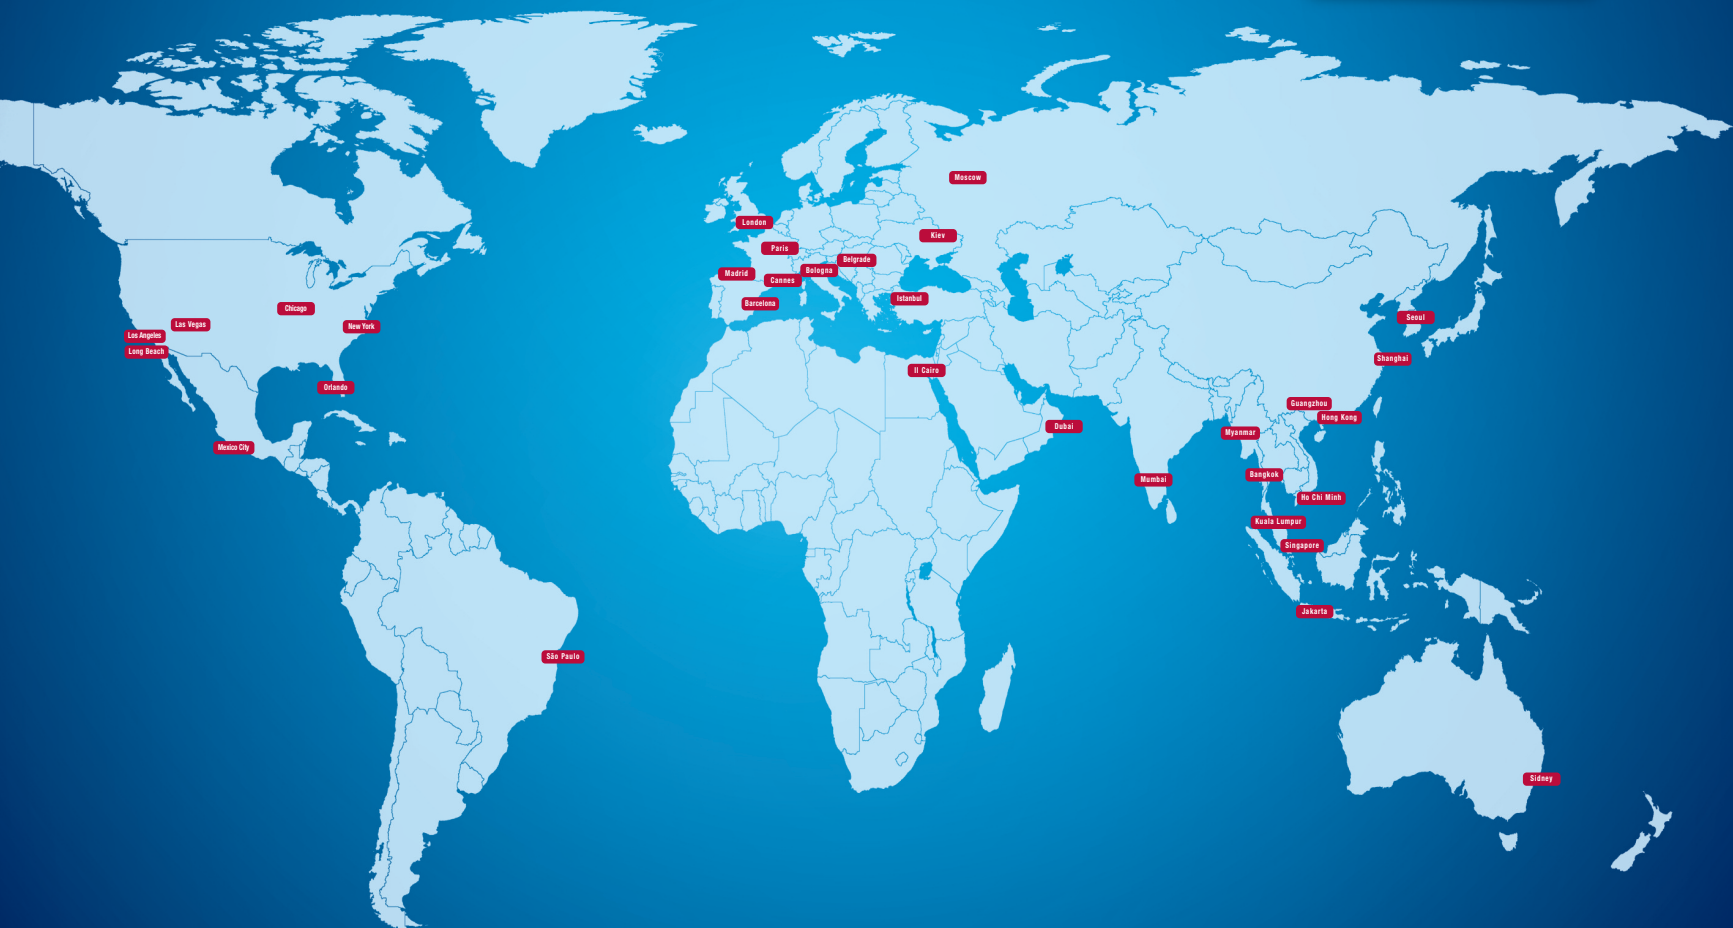 Moscow
London
Kiev
Paris
Belgrade
Bologna
Madrid
Cannes
Istanbul
Barcelona
Chicago
Seoul
Las Vegas
New York
Los Angeles
Long Beach
Shanghai
Il Cairo
Orlando
Guangzhou
Hong Kong
Dubai
Myanmar
Mexico City
Bangkok
Mumbai
Ho Chi Minh
Kuala Lumpur
Singapore
Jakarta
São Paulo
Sidney